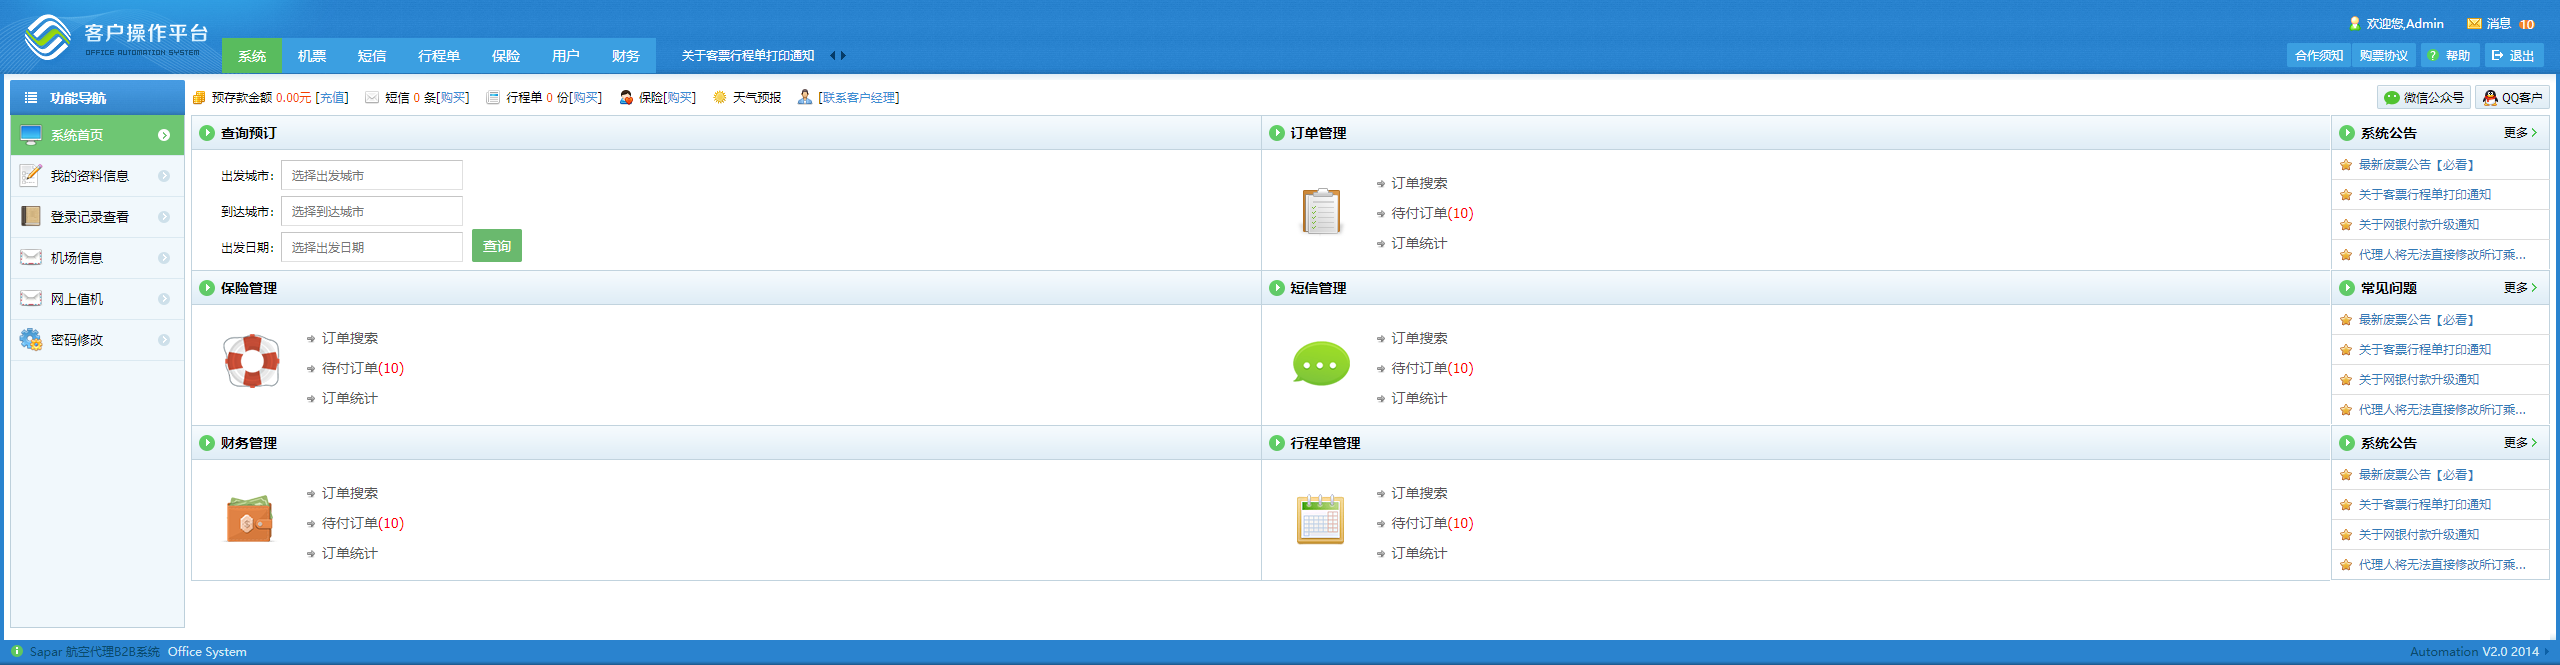 客户操作平台
OFFICE AUTOMATION SYSTEM
欢迎您,Admin 消息 10
系统 机票 短信 行程单 保险 用户 财务 关于客票行程单打印通知
合作须知 购票协议 帮助 退出
功能导航
系统首页
我的资料信息
登录记录查看
机场信息
网上值机
密码修改
预存款金额 0.00元 [充值] 短信 0 条[购买] 行程单 0 份[购买] 保险[购买] 天气预报 [联系客户经理]
微信公众号 QQ客户
查询预订
出发城市: 选择出发城市
到达城市: 选择到达城市
出发日期: 选择出发日期 查询
订单管理
订单搜索
待付订单(10)
订单统计
保险管理
订单搜索
待付订单(10)
订单统计
短信管理
订单搜索
待付订单(10)
订单统计
财务管理
订单搜索
待付订单(10)
订单统计
行程单管理
订单搜索
待付订单(10)
订单统计
系统公告 更多
最新废票公告【必看】
关于客票行程单打印通知
关于网银付款升级通知
代理人将无法直接修改所订乘...
常见问题 更多
最新废票公告【必看】
关于客票行程单打印通知
关于网银付款升级通知
代理人将无法直接修改所订乘...
系统公告 更多
最新废票公告【必看】
关于客票行程单打印通知
关于网银付款升级通知
代理人将无法直接修改所订乘...
Sapar 航空代理B2B系统 Office System
Automation V2.0 2014